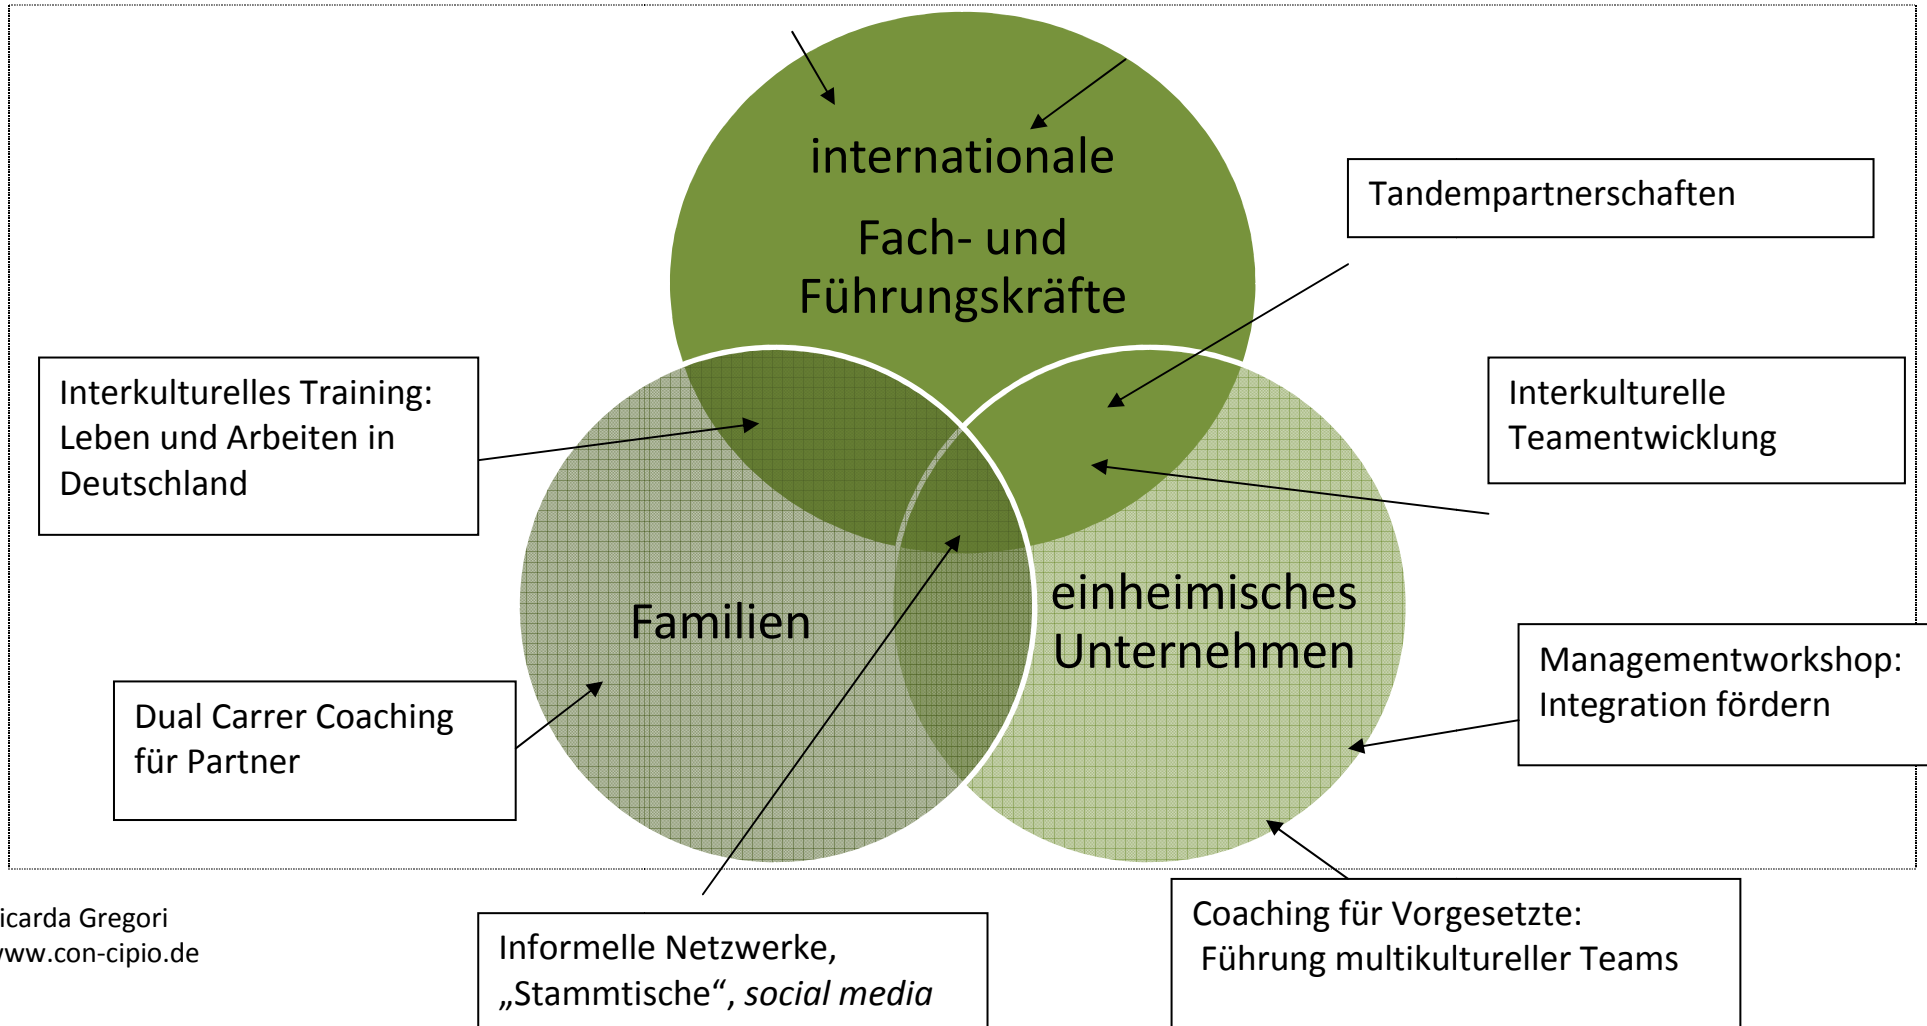 internationale
Fach- und
Führungskräfte
Tandempartnerschaften
Interkulturelles Training:
Leben und Arbeiten in
Deutschland
Interkulturelle
Teamentwicklung
Familien
einheimisches
Unternehmen
Managementworkshop:
Integration fördern
Dual Carrer Coaching
für Partner
icarda Gregori
www.con-cipio.de
Informelle Netzwerke,
„Stammtische“, social media
Coaching für Vorgesetzte:
Führung multikultureller Teams